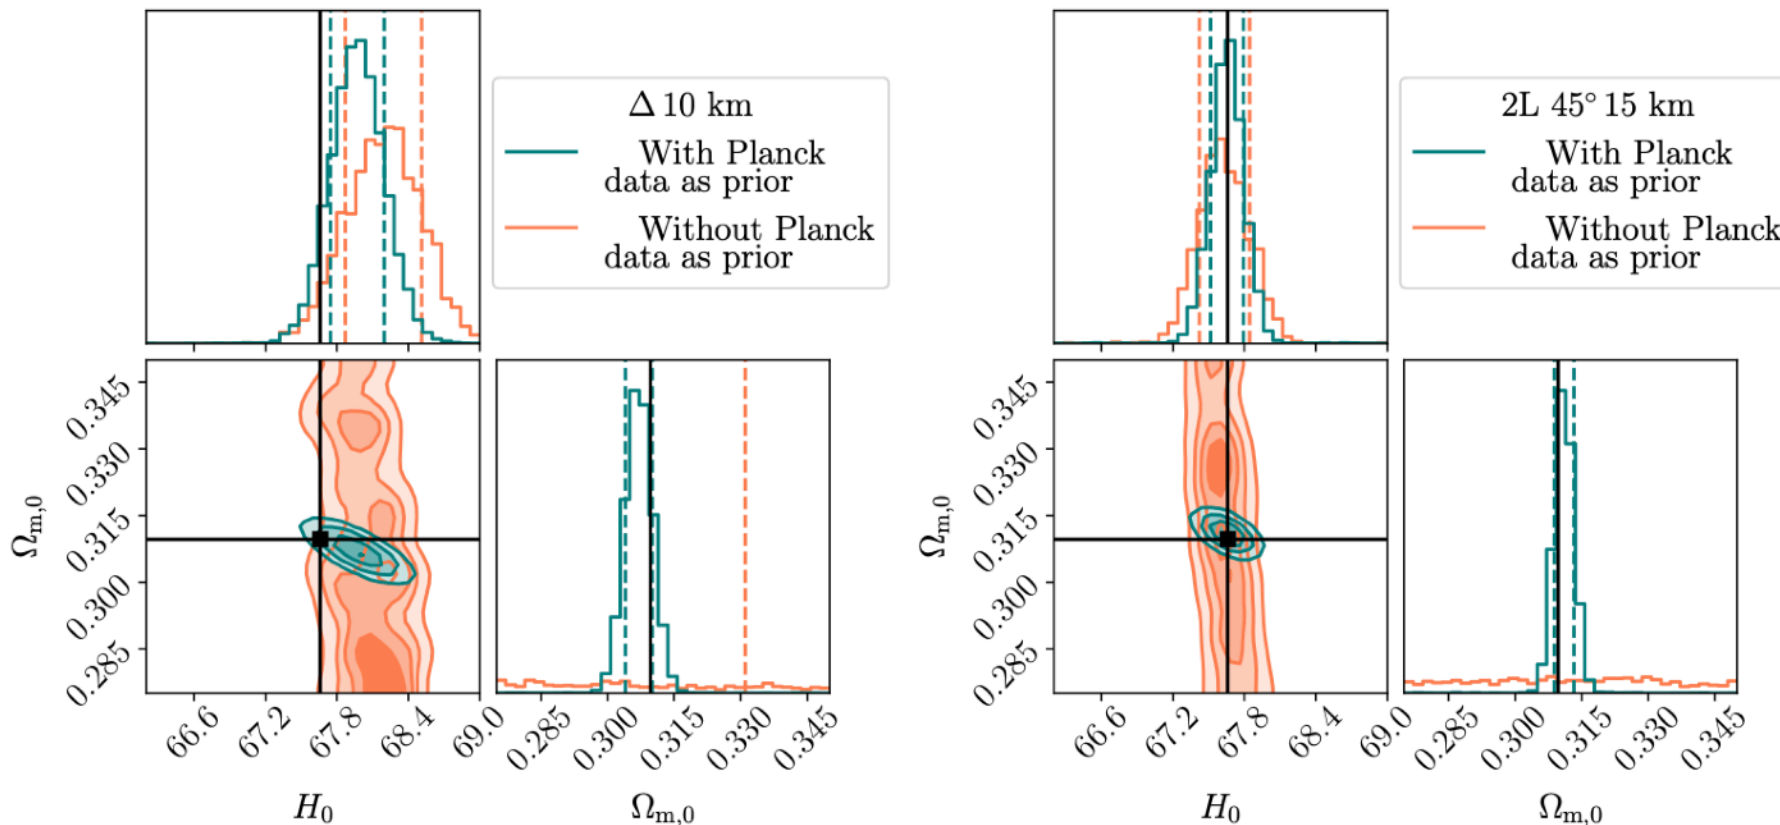 Δ 10 km
With Planck
data as prior
Without Planck
data as prior
0.345
0.330
0.315
0.300
0.285
Ωm,0
66.6 67.2 67.8 68.4 69.0
H0
0.285 0.300 0.315 0.330 0.345
Ωm,0
2L 45° 15 km
With Planck
data as prior
Without Planck
data as prior
0.345
0.330
0.315
0.300
0.285
Ωm,0
66.6 67.2 67.8 68.4 69.0
H0
0.285 0.300 0.315 0.330 0.345
Ωm,0